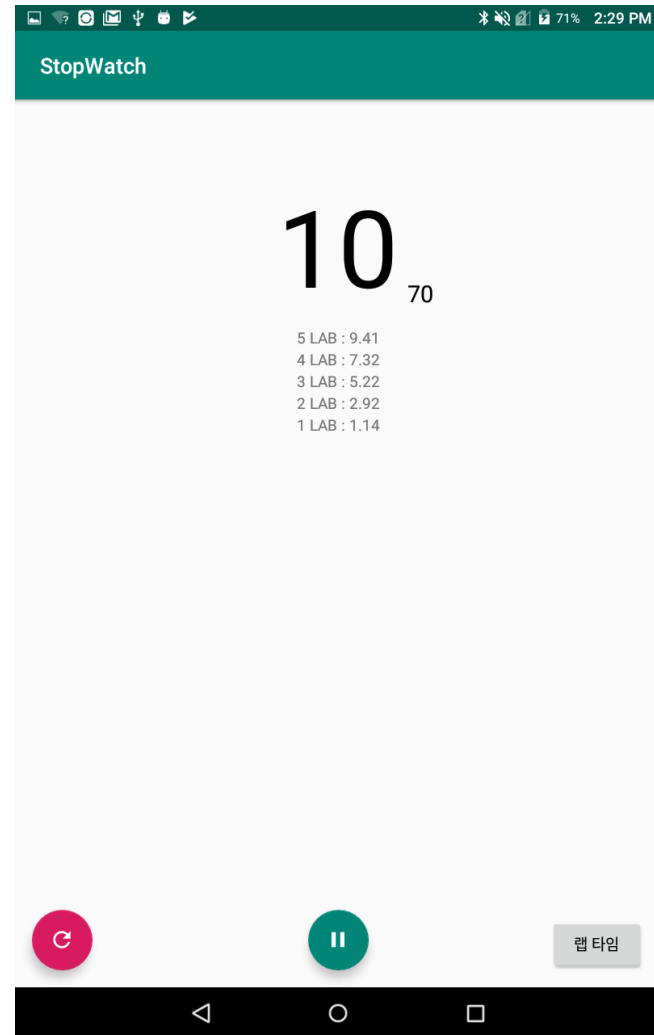 71% 2:29 PM
StopWatch
10
70
5 LAB : 9.41
4 LAB : 7.32
3 LAB : 5.22
2 LAB : 2.92
1 LAB : 1.14
랩 타임